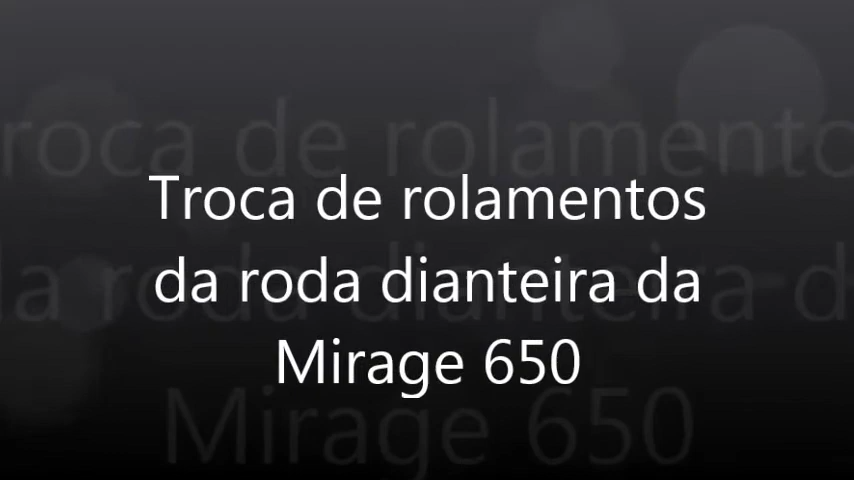 Troca de rolamentos
da roda dianteira da
Mirage 650